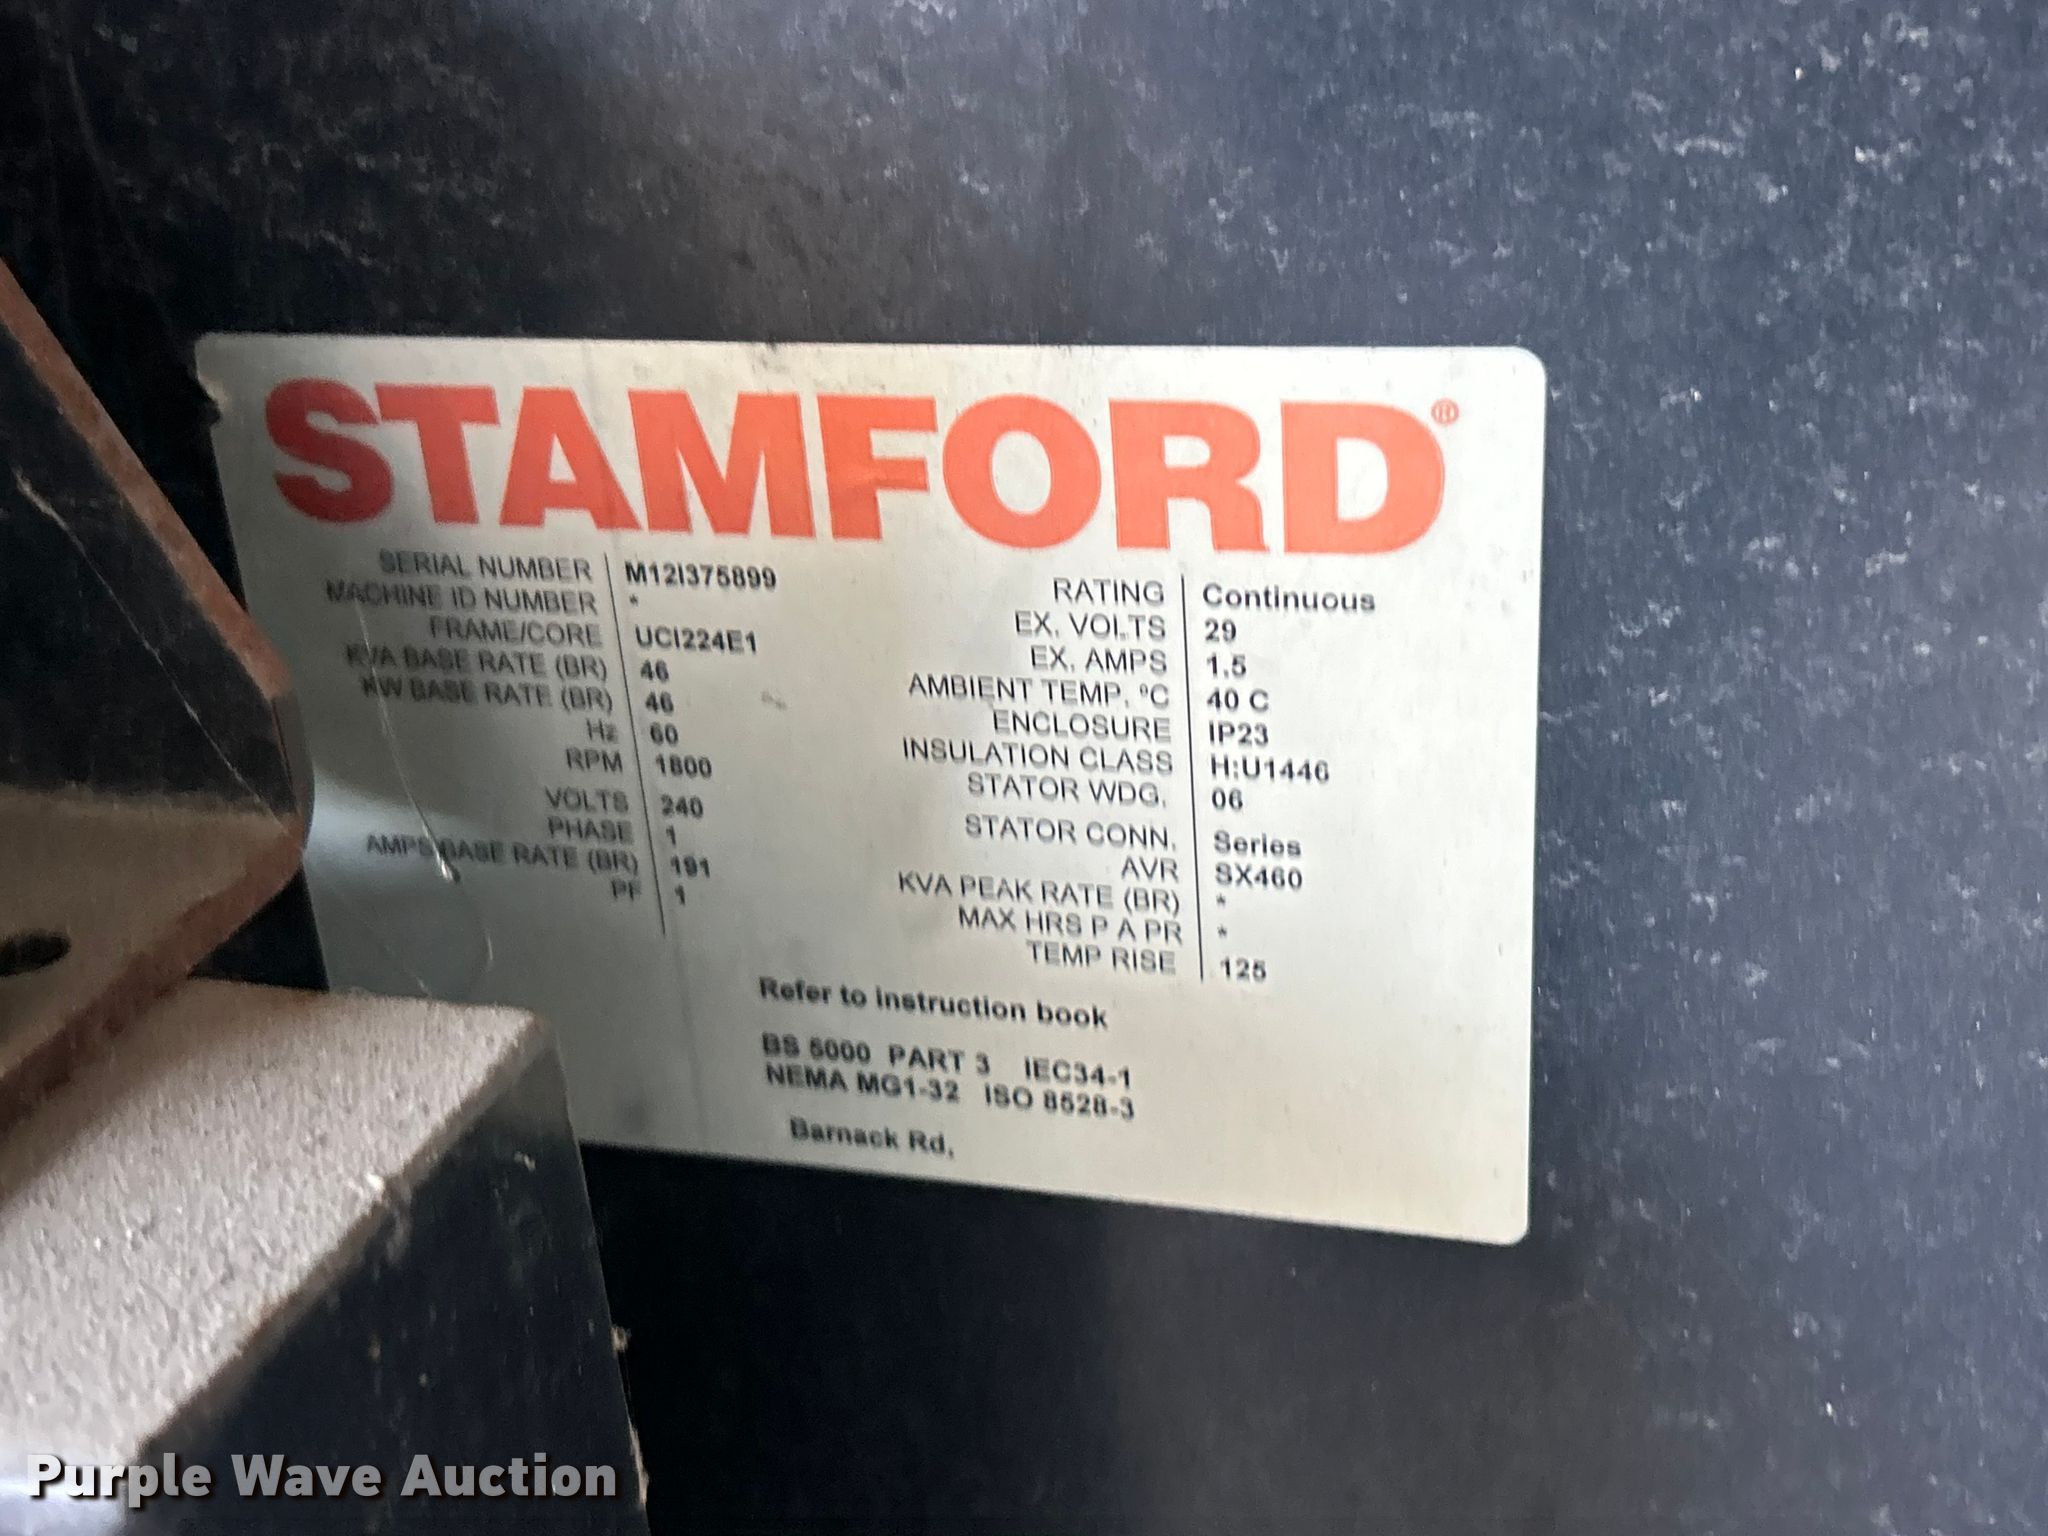 STAMFORD®
SERIAL NUMBER M12I375899
MACHINE ID NUMBER *
FRAME/CORE UCI224E1
KVA BASE RATE (BR) 46
KW BASE RATE (BR) 46
Hz 60
RPM 1800
VOLTS 240
PHASE 1
AMPS BASE RATE (BR) 191
PF 1
RATING Continuous
EX. VOLTS 29
EX. AMPS 1.5
AMBIENT TEMP. ºC 40 C
ENCLOSURE IP23
INSULATION CLASS H:U1446
STATOR WDG. 06
STATOR CONN. Series
AVR SX460
KVA PEAK RATE (BR) *
MAX HRS P A PR *
TEMP RISE 125
Refer to instruction book
BS 5000 PART 3 IEC34-1
NEMA MG1-32 ISO 8528-3
Barnack Rd,
Purple Wave Auction